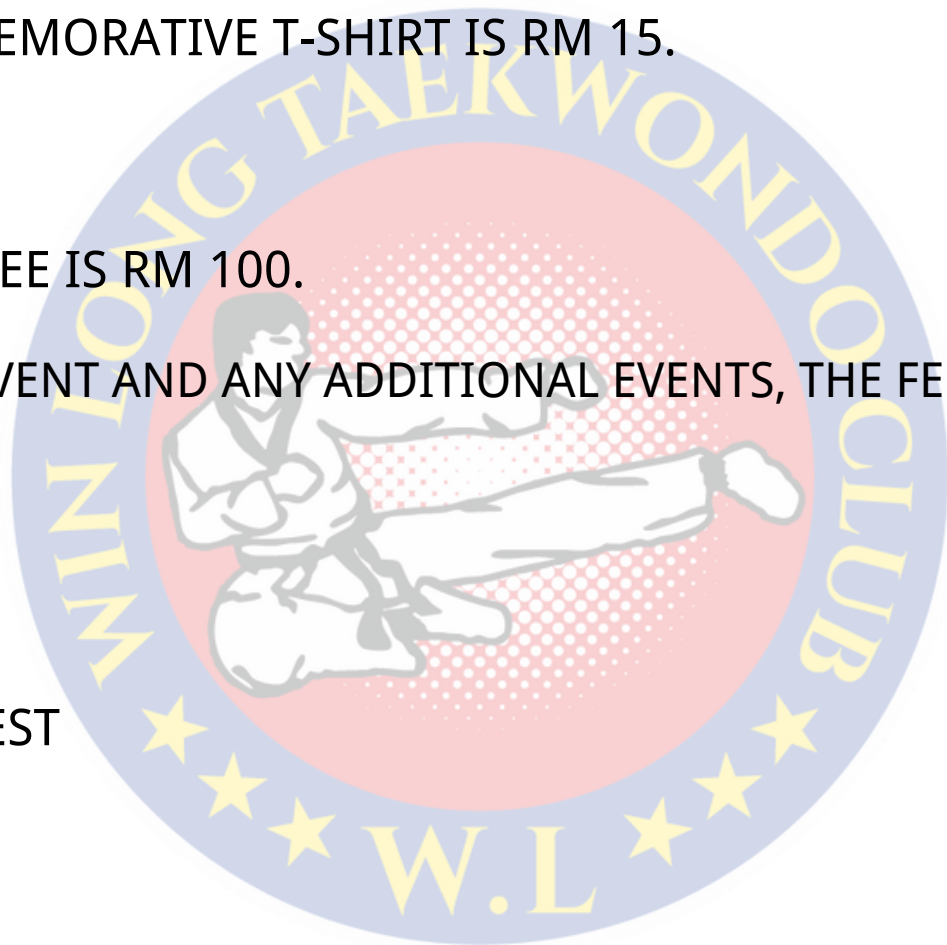 EMORATIVE T-SHIRT IS RM 15.
EE IS RM 100.
VENT AND ANY ADDITIONAL EVENTS, THE FE
EST
WIN LONG TAEKWONDO CLUB
W.L